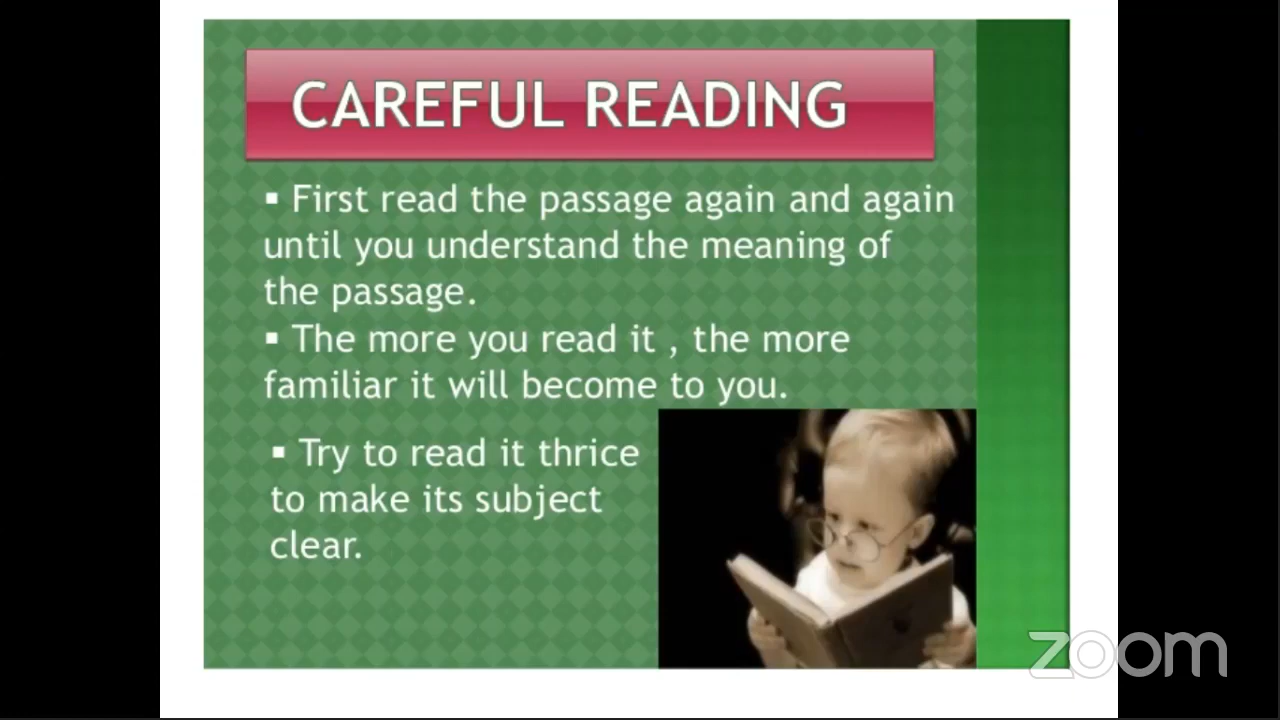 CAREFUL READING
▪ First read the passage again and again
until you understand the meaning of
the passage.
▪ The more you read it , the more
familiar it will become to you.
▪ Try to read it thrice
to make its subject
clear.
zoom